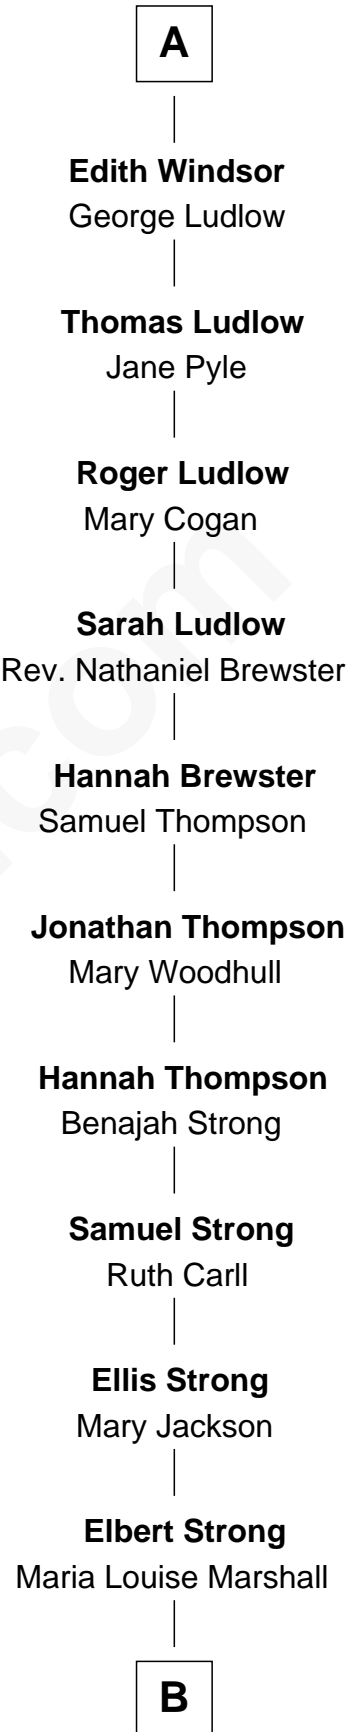 A
Edith Windsor
George Ludlow
Thomas Ludlow
Jane Pyle
Roger Ludlow
Mary Cogan
Sarah Ludlow
Rev. Nathaniel Brewster
Hannah Brewster
Samuel Thompson
Jonathan Thompson
Mary Woodhull
Hannah Thompson
Benajah Strong
Samuel Strong
Ruth Carll
Ellis Strong
Mary Jackson
Elbert Strong
Maria Louise Marshall
B